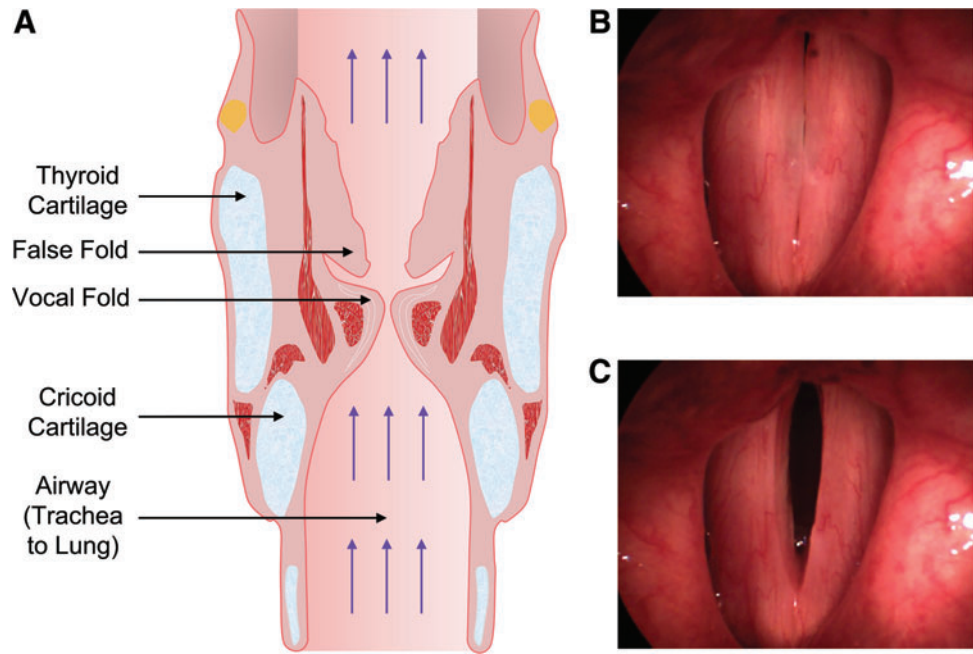 A
Thyroid
Cartilage
False Fold
Vocal Fold
Cricoid
Cartilage
Airway
(Trachea
to Lung)
B
C